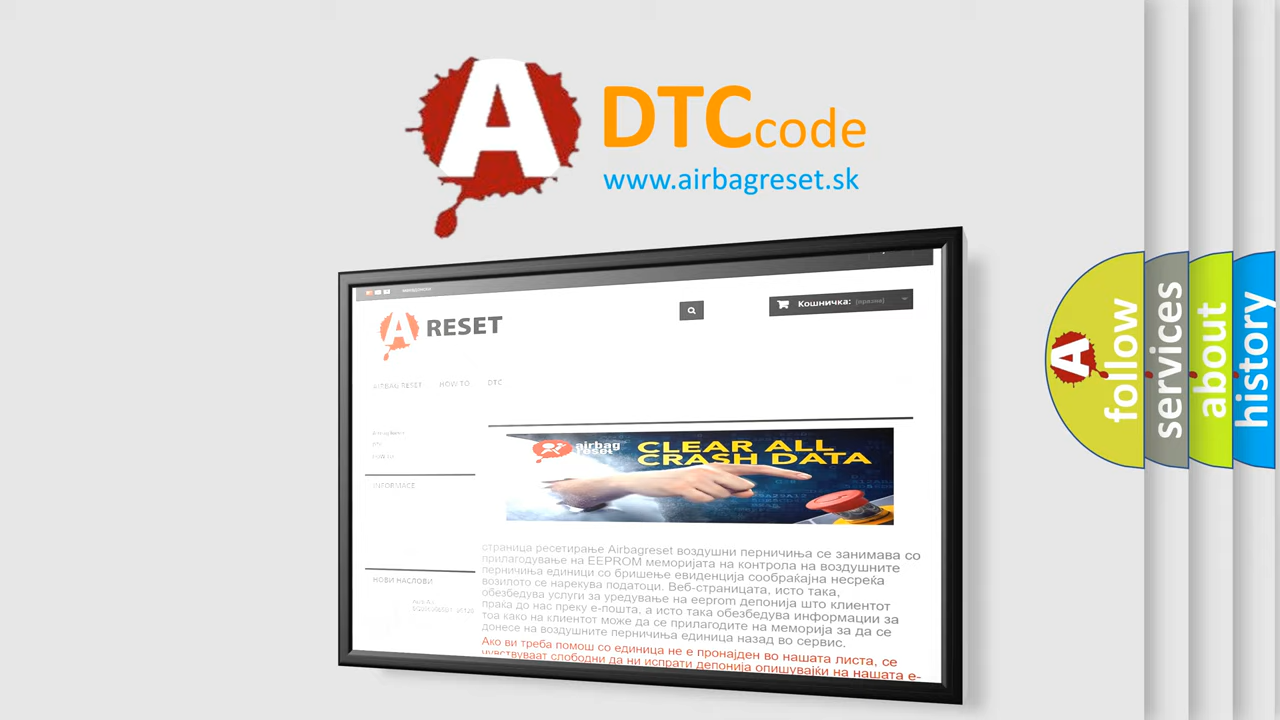 A
DTC code
www.airbagreset.sk
A RESET
Кошничка: (празни)
AIRBAG RESET HOW TO DTC
airbag
reset
CLEAR ALL
CRASH DATA
INFORMACE
НОВИ НАСЛОВИ
страница ресетирање Airbagreset воздушни перничиња се занимава со
прилагодување на EEPROM меморијата на контрола на воздушните
перничиња единици со бришење евиденција сообраќајна несреќа
возилото се нарекува податоци. Веб-страницата, исто така,
обезбедува услуги за уредување на eeprom депонија што клиентот
праќа до нас преку е-пошта, а исто така обезбедува информации за
тоа како на клиентот може да се прилагодите на меморија за да се
донесе на воздушните перничиња единица назад во сервис.
Ако ви треба помош со единица не е пронајден во нашата листа, се
чувствуваат слободни да ни испрати депонија опишувајќи на нашата е-
A
follow
services
about
history